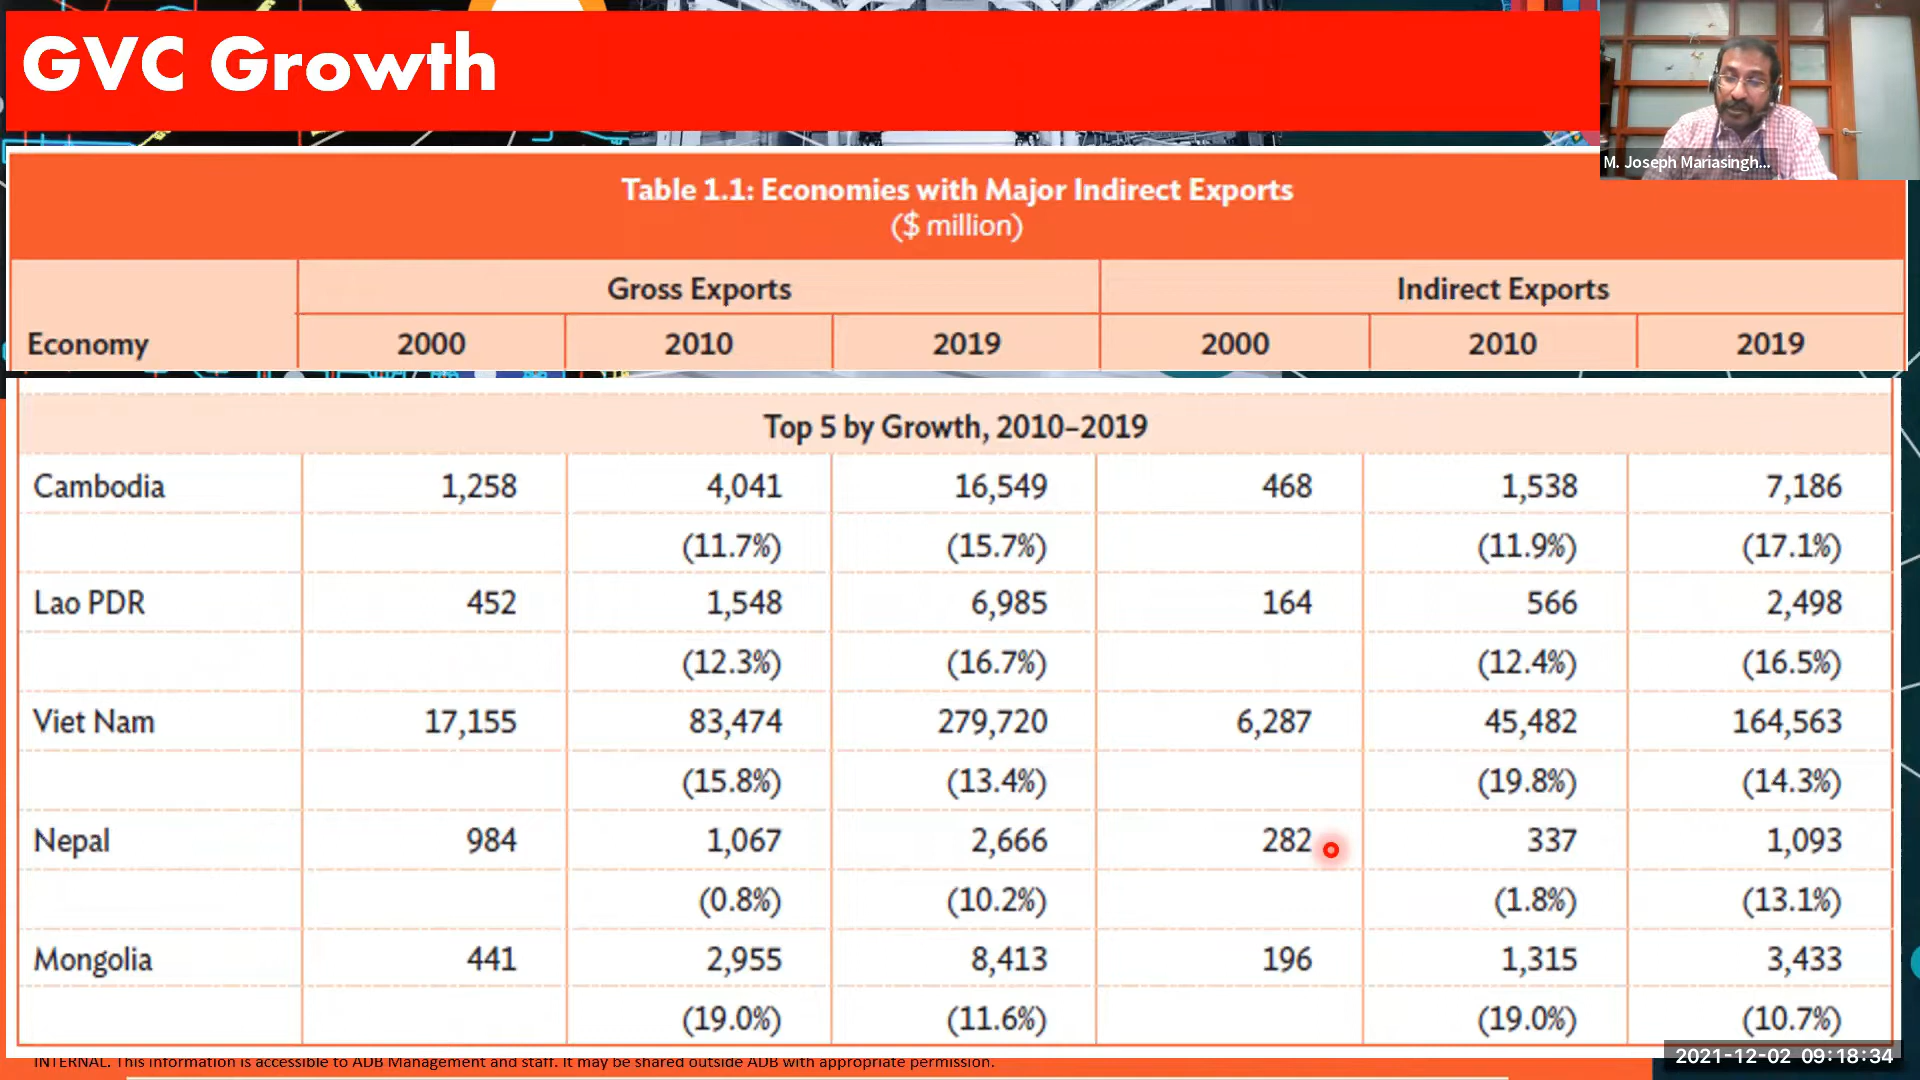 GVC Growth
M. Joseph Mariasingh...
Table 1.1: Economies with Major Indirect Exports
($ million)
Gross Exports Indirect Exports
Economy 2000 2010 2019 2000 2010 2019
Top 5 by Growth, 2010–2019
Cambodia 1,258 4,041 16,549 468 1,538 7,186
(11.7%) (15.7%) (11.9%) (17.1%)
Lao PDR 452 1,548 6,985 164 566 2,498
(12.3%) (16.7%) (12.4%) (16.5%)
Viet Nam 17,155 83,474 279,720 6,287 45,482 164,563
(15.8%) (13.4%) (19.8%) (14.3%)
Nepal 984 1,067 2,666 282 337 1,093
(0.8%) (10.2%) (1.8%) (13.1%)
Mongolia 441 2,955 8,413 196 1,315 3,433
(19.0%) (11.6%) (19.0%) (10.7%)
INTERNAL. This information is accessible to ADB Management and staff. It may be shared outside ADB with appropriate permission.
2021-12-02 09:18:34